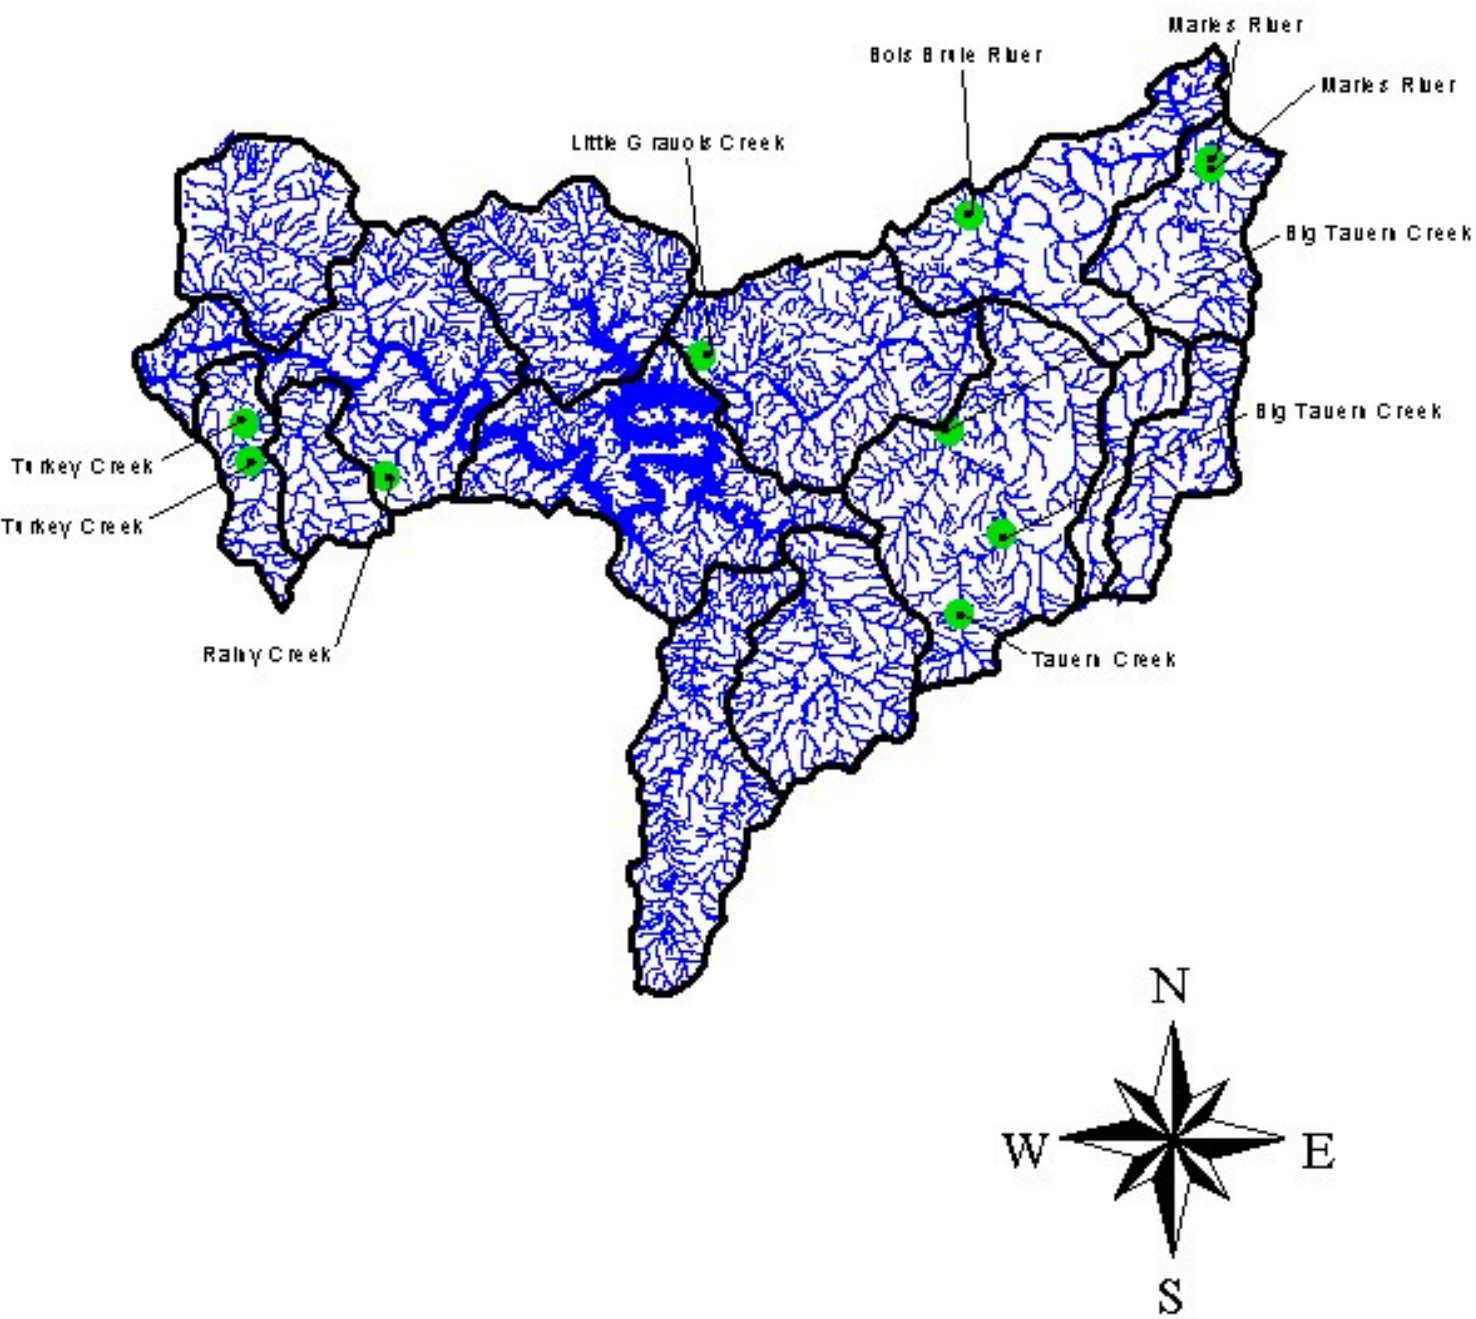 Maries River
Bois Brule River
Maries River
Little Gravois Creek
Big Tavern Creek
Big Tavern Creek
Turkey Creek
Turkey Creek
Rainy Creek
Tavern Creek
N
W
E
S